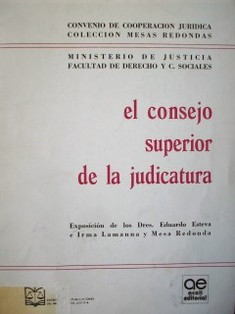 CONVENIO DE COOPERACION JURIDICA
COLECCION MESAS REDONDAS
MINISTERIO DE JUSTICIA
FACULTAD DE DERECHO Y C. SOCIALES
el consejo
superior
de la judicatura
Exposición de los Dres. Eduardo Esteva
e Irma Lamanna y Mesa Redonda
ae
editorial